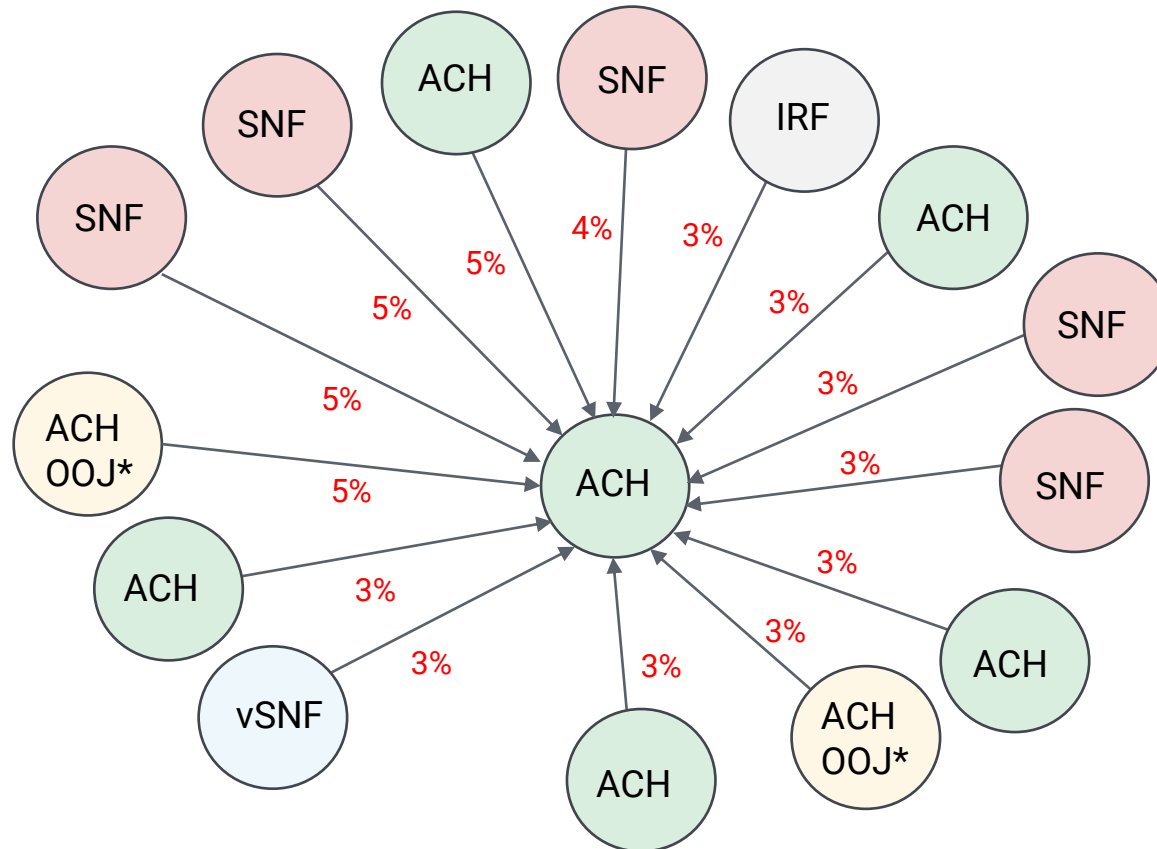 ACH
SNF
SNF
IRF
SNF
ACH
4%
3%
5%
3%
5%
SNF
3%
5%
ACH
OOJ*
3%
ACH
SNF
5%
ACH
3%
3%
3%
3%
3%
ACH
vSNF
ACH
OOJ*
ACH